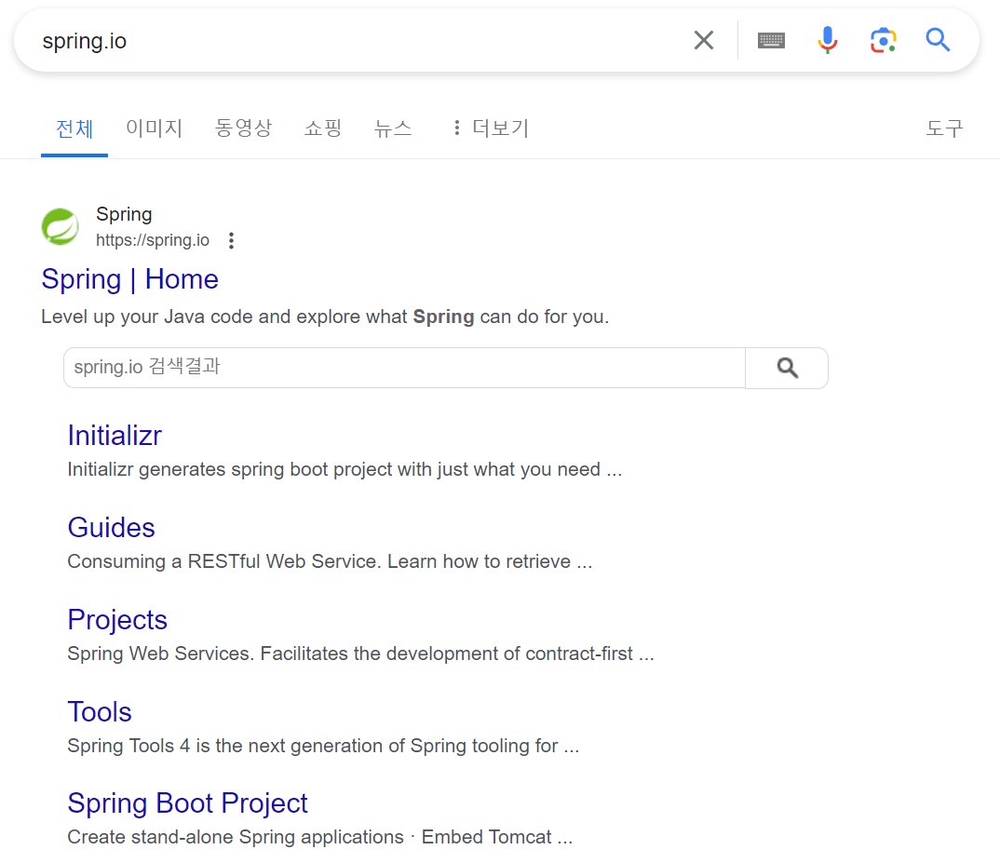 spring.io
전체 이미지 동영상 쇼핑 뉴스 더보기 도구
Spring
https://spring.io
Spring | Home
Level up your Java code and explore what Spring can do for you.
spring.io 검색결과
Initializr
Initializr generates spring boot project with just what you need ...
Guides
Consuming a RESTful Web Service. Learn how to retrieve ...
Projects
Spring Web Services. Facilitates the development of contract-first ...
Tools
Spring Tools 4 is the next generation of Spring tooling for ...
Spring Boot Project
Create stand-alone Spring applications · Embed Tomcat ...